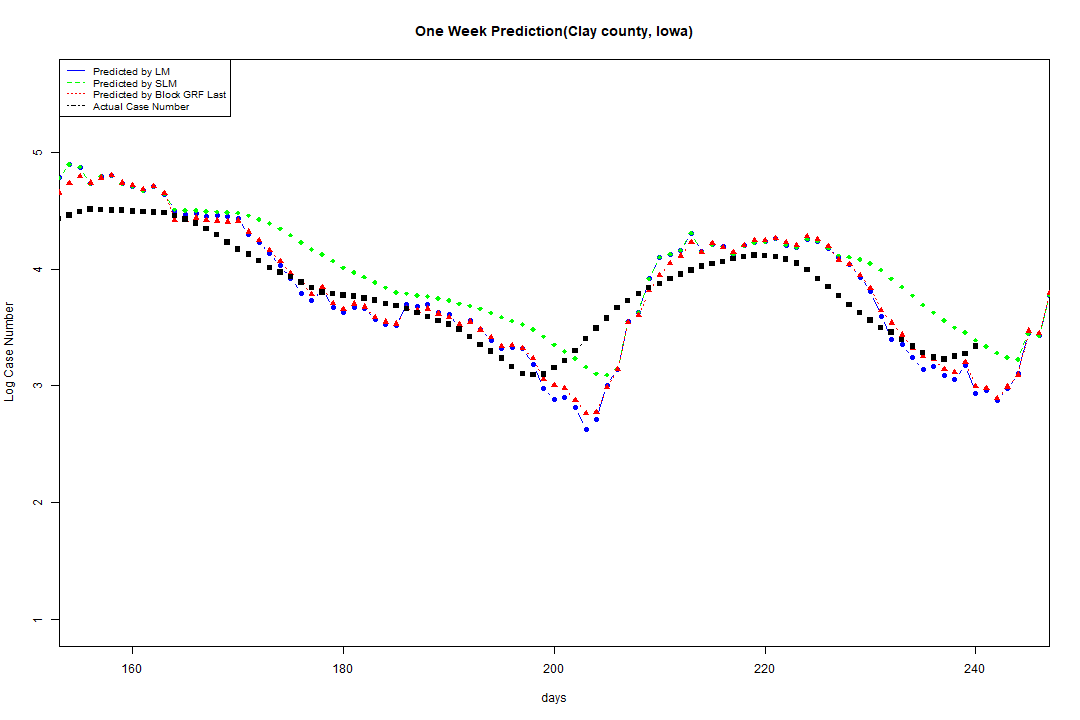 One Week Prediction(Clay county, Iowa)
Predicted by LM
Predicted by SLM
Predicted by Block GRF Last
Actual Case Number
5
4
3
2
1
Log Case Number
160 180 200 220 240
days